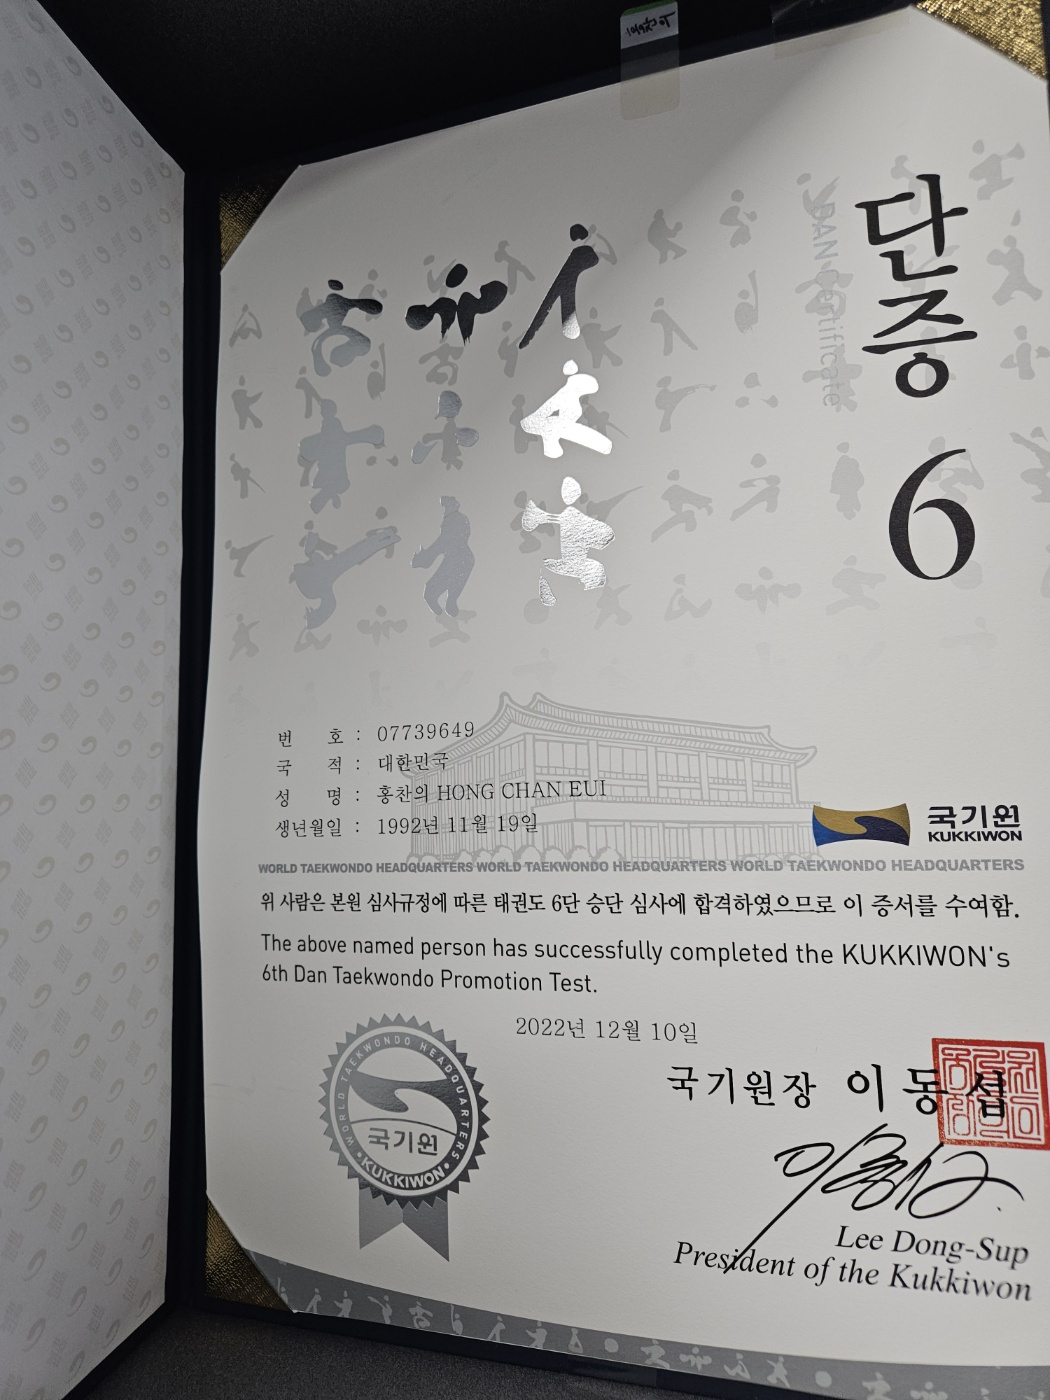 단증
DAN Certificate
6
번 호 : 07739649
국 적 : 대한민국
성 명 : 홍찬의 HONG CHAN EUI
생년월일 : 1992년 11월 19일
국기원
KUKKIWON
WORLD TAEKWONDO HEADQUARTERS WORLD TAEKWONDO HEADQUARTERS WORLD TAEKWONDO HEADQUARTERS
위 사람은 본원 심사규정에 따른 태권도 6단 승단 심사에 합격하였으므로 이 증서를 수여함.
The above named person has successfully completed the KUKKIWON's
6th Dan Taekwondo Promotion Test.
2022년 12월 10일
WORLD TAEKWONDO HEADQUARTERS
국기원
• KUKKIWON •
국기원장 이동섭
Lee Dong-Sup
President of the Kukkiwon